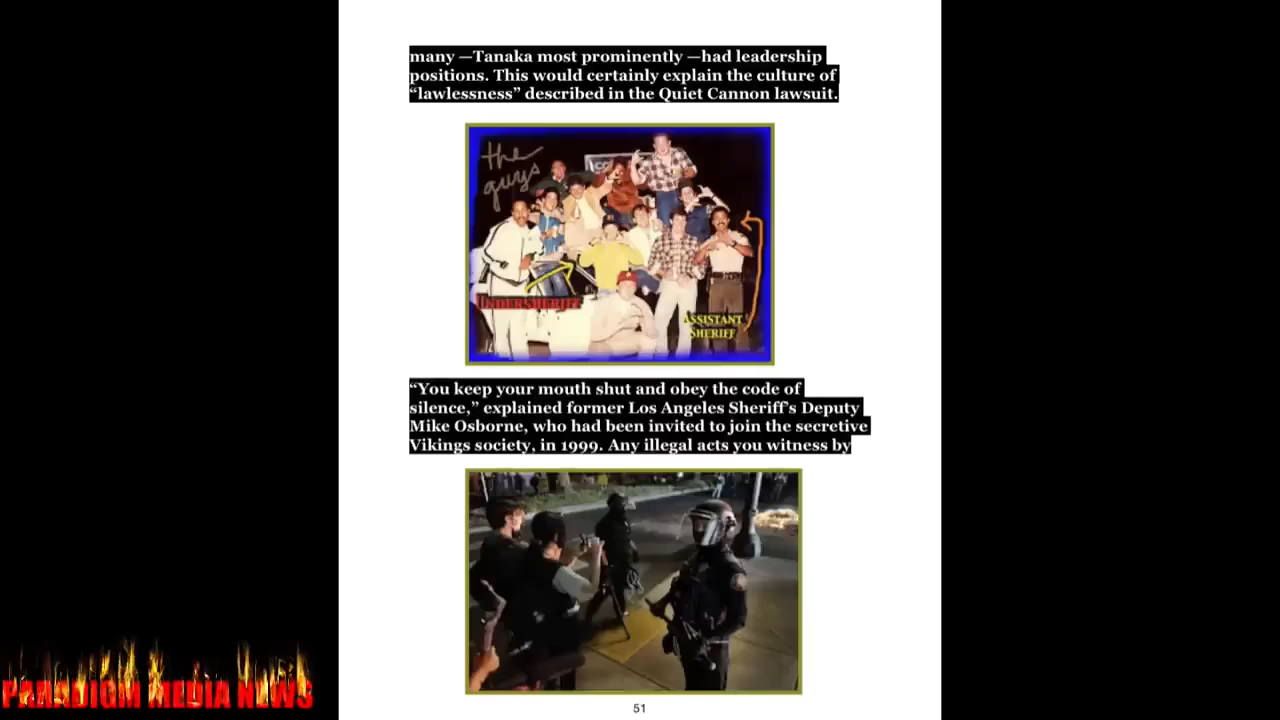 many —Tanaka most prominently —had leadership
positions. This would certainly explain the culture of
“lawlessness” described in the Quiet Cannon lawsuit.
the
guys
UNDERSHERIFF
ASSISTANT
SHERIFF
“You keep your mouth shut and obey the code of
silence,” explained former Los Angeles Sheriff’s Deputy
Mike Osborne, who had been invited to join the secretive
Vikings society, in 1999. Any illegal acts you witness by
PARADIGM MEDIA NEWS
51